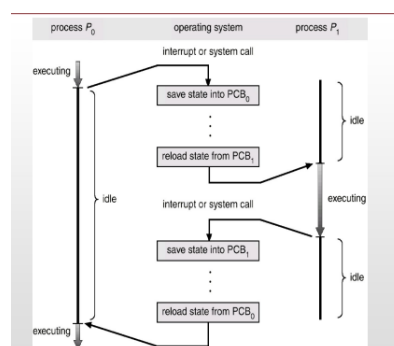 process P0 operating system process P1
interrupt or system call
executing
save state into PCB0
idle
reload state from PCB1
idle
interrupt or system call
executing
save state into PCB1
idle
reload state from PCB0
executing